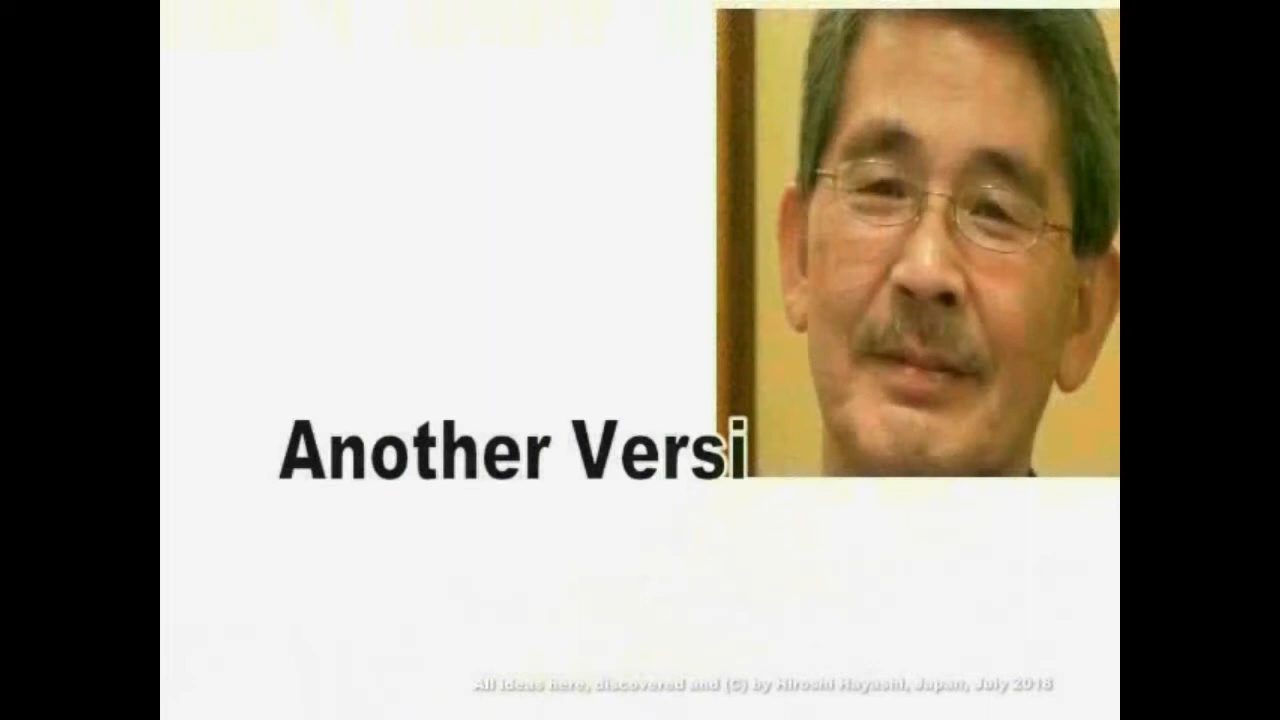 Another Versi
All ideas here, discovered and (C) by Hiroshi Hayashi, Japan, July 2018